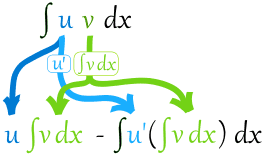 ∫ u v dx
u' ∫v dx
u ∫v dx - ∫u'(∫v dx) dx